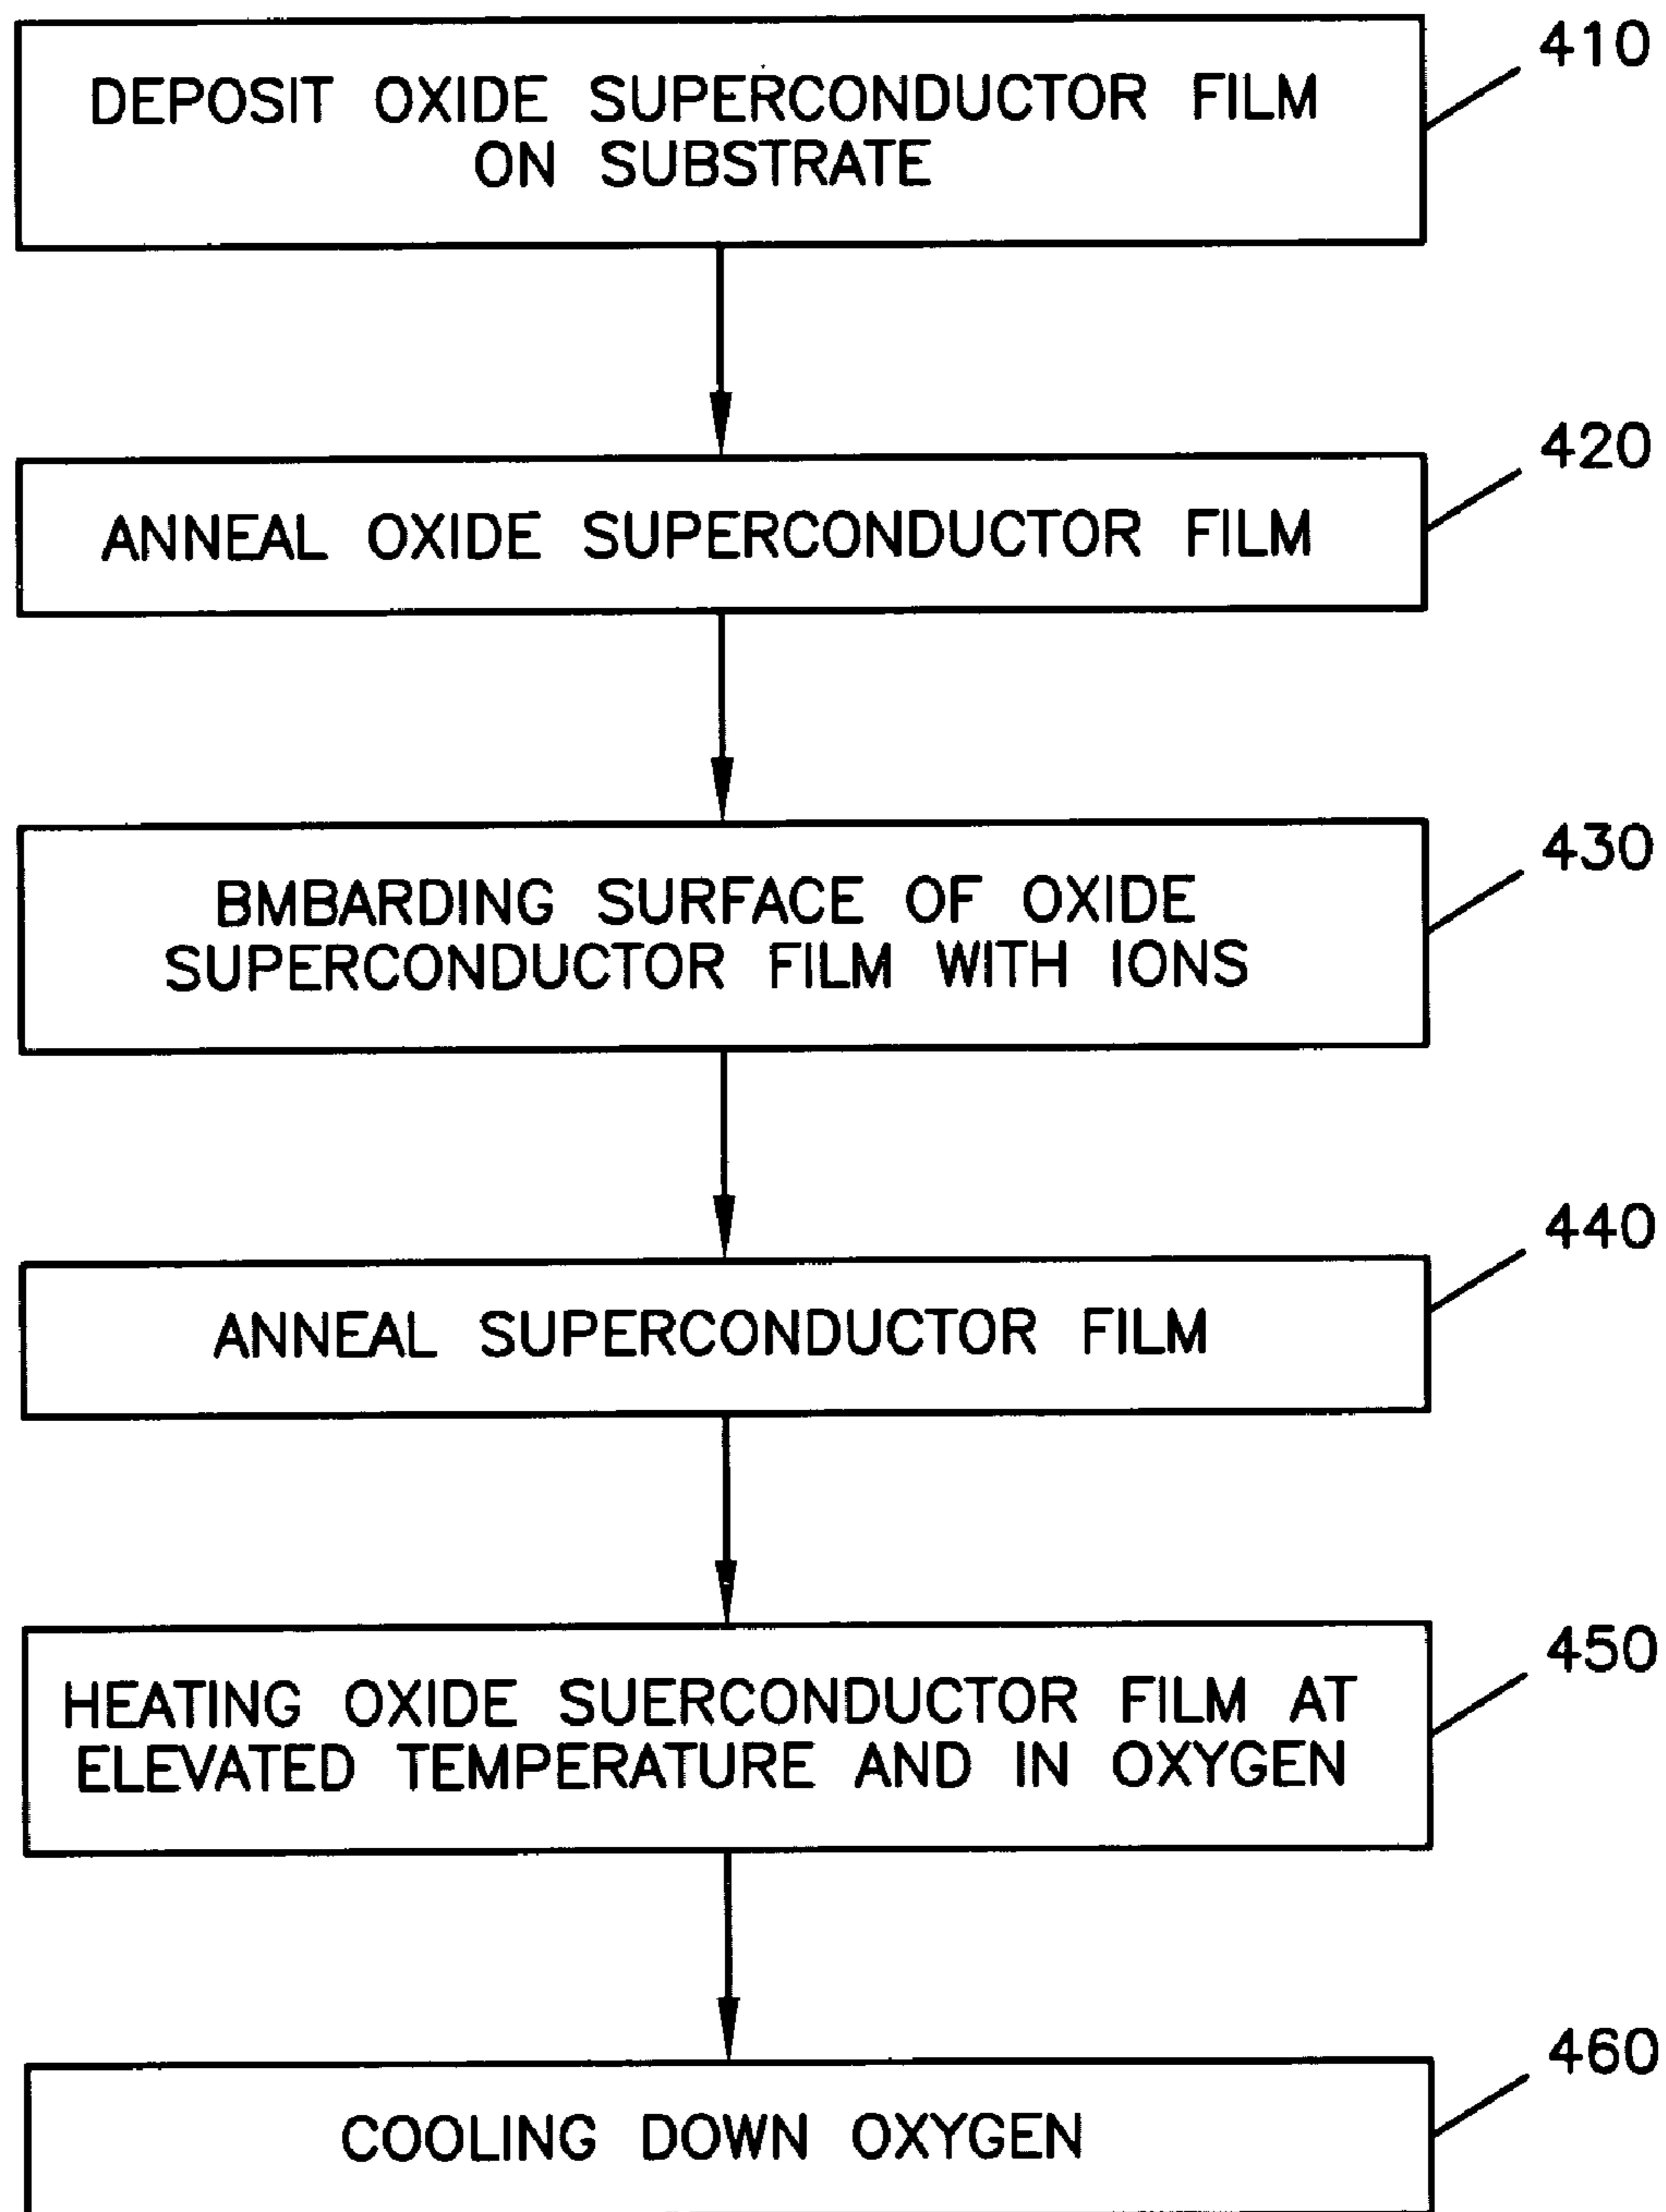 DEPOSIT OXIDE SUPERCONDUCTOR FILM
ON SUBSTRATE
410
ANNEAL OXIDE SUPERCONDUCTOR FILM
420
BMBARDING SURFACE OF OXIDE
SUPERCONDUCTOR FILM WITH IONS
430
ANNEAL SUPERCONDUCTOR FILM
440
HEATING OXIDE SUERCONDUCTOR FILM AT
ELEVATED TEMPERATURE AND IN OXYGEN
450
COOLING DOWN OXYGEN
460